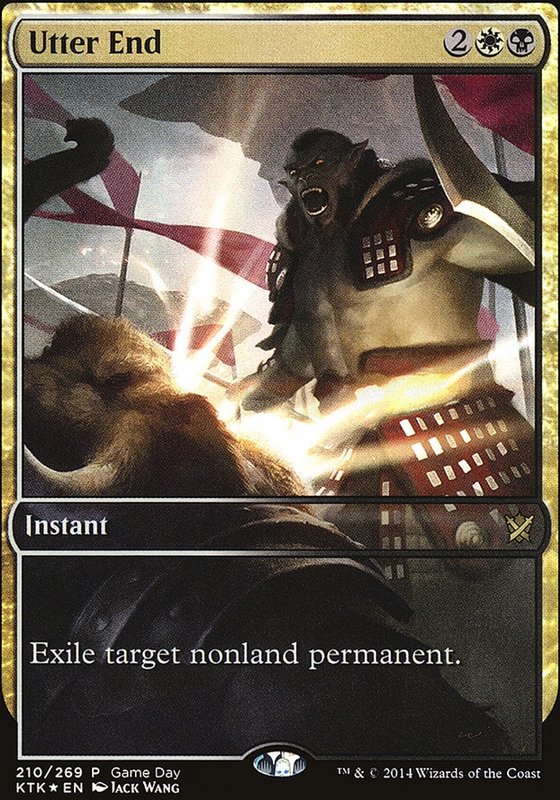 Utter End 2
Instant
Exile target nonland permanent.
210/269 P Game Day
KTK★EN Jack Wang
™ & © 2014 Wizards of the Coast